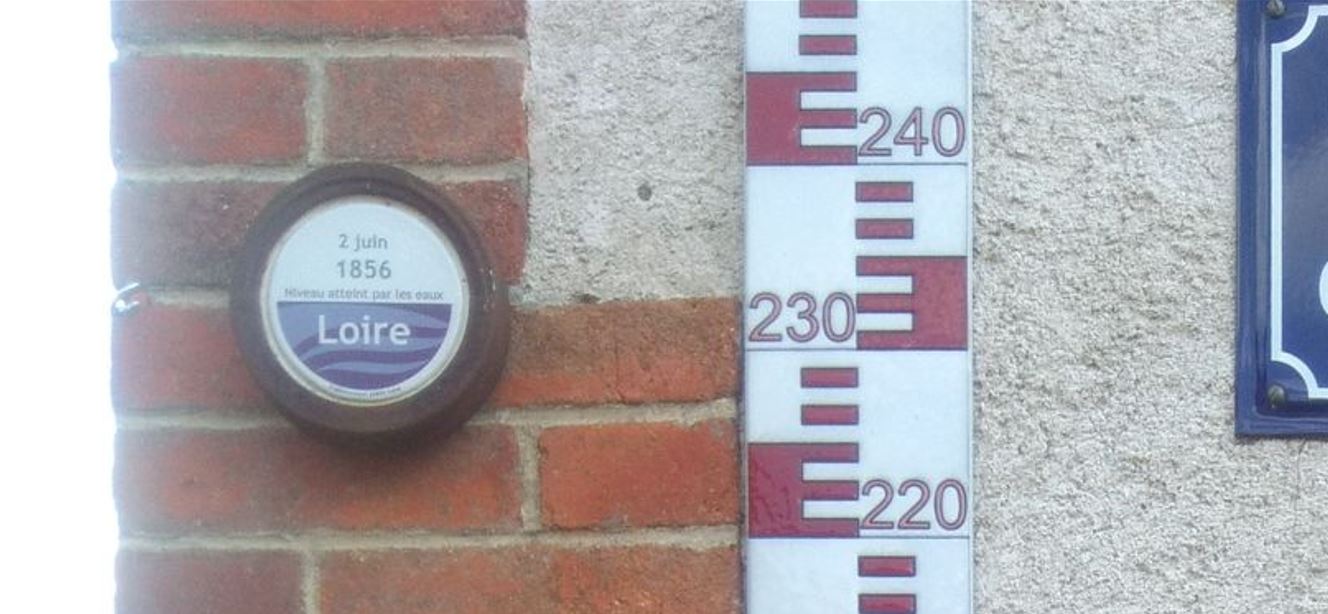 2 juin
1856
Niveau atteint par les eaux
Loire
240
230
220